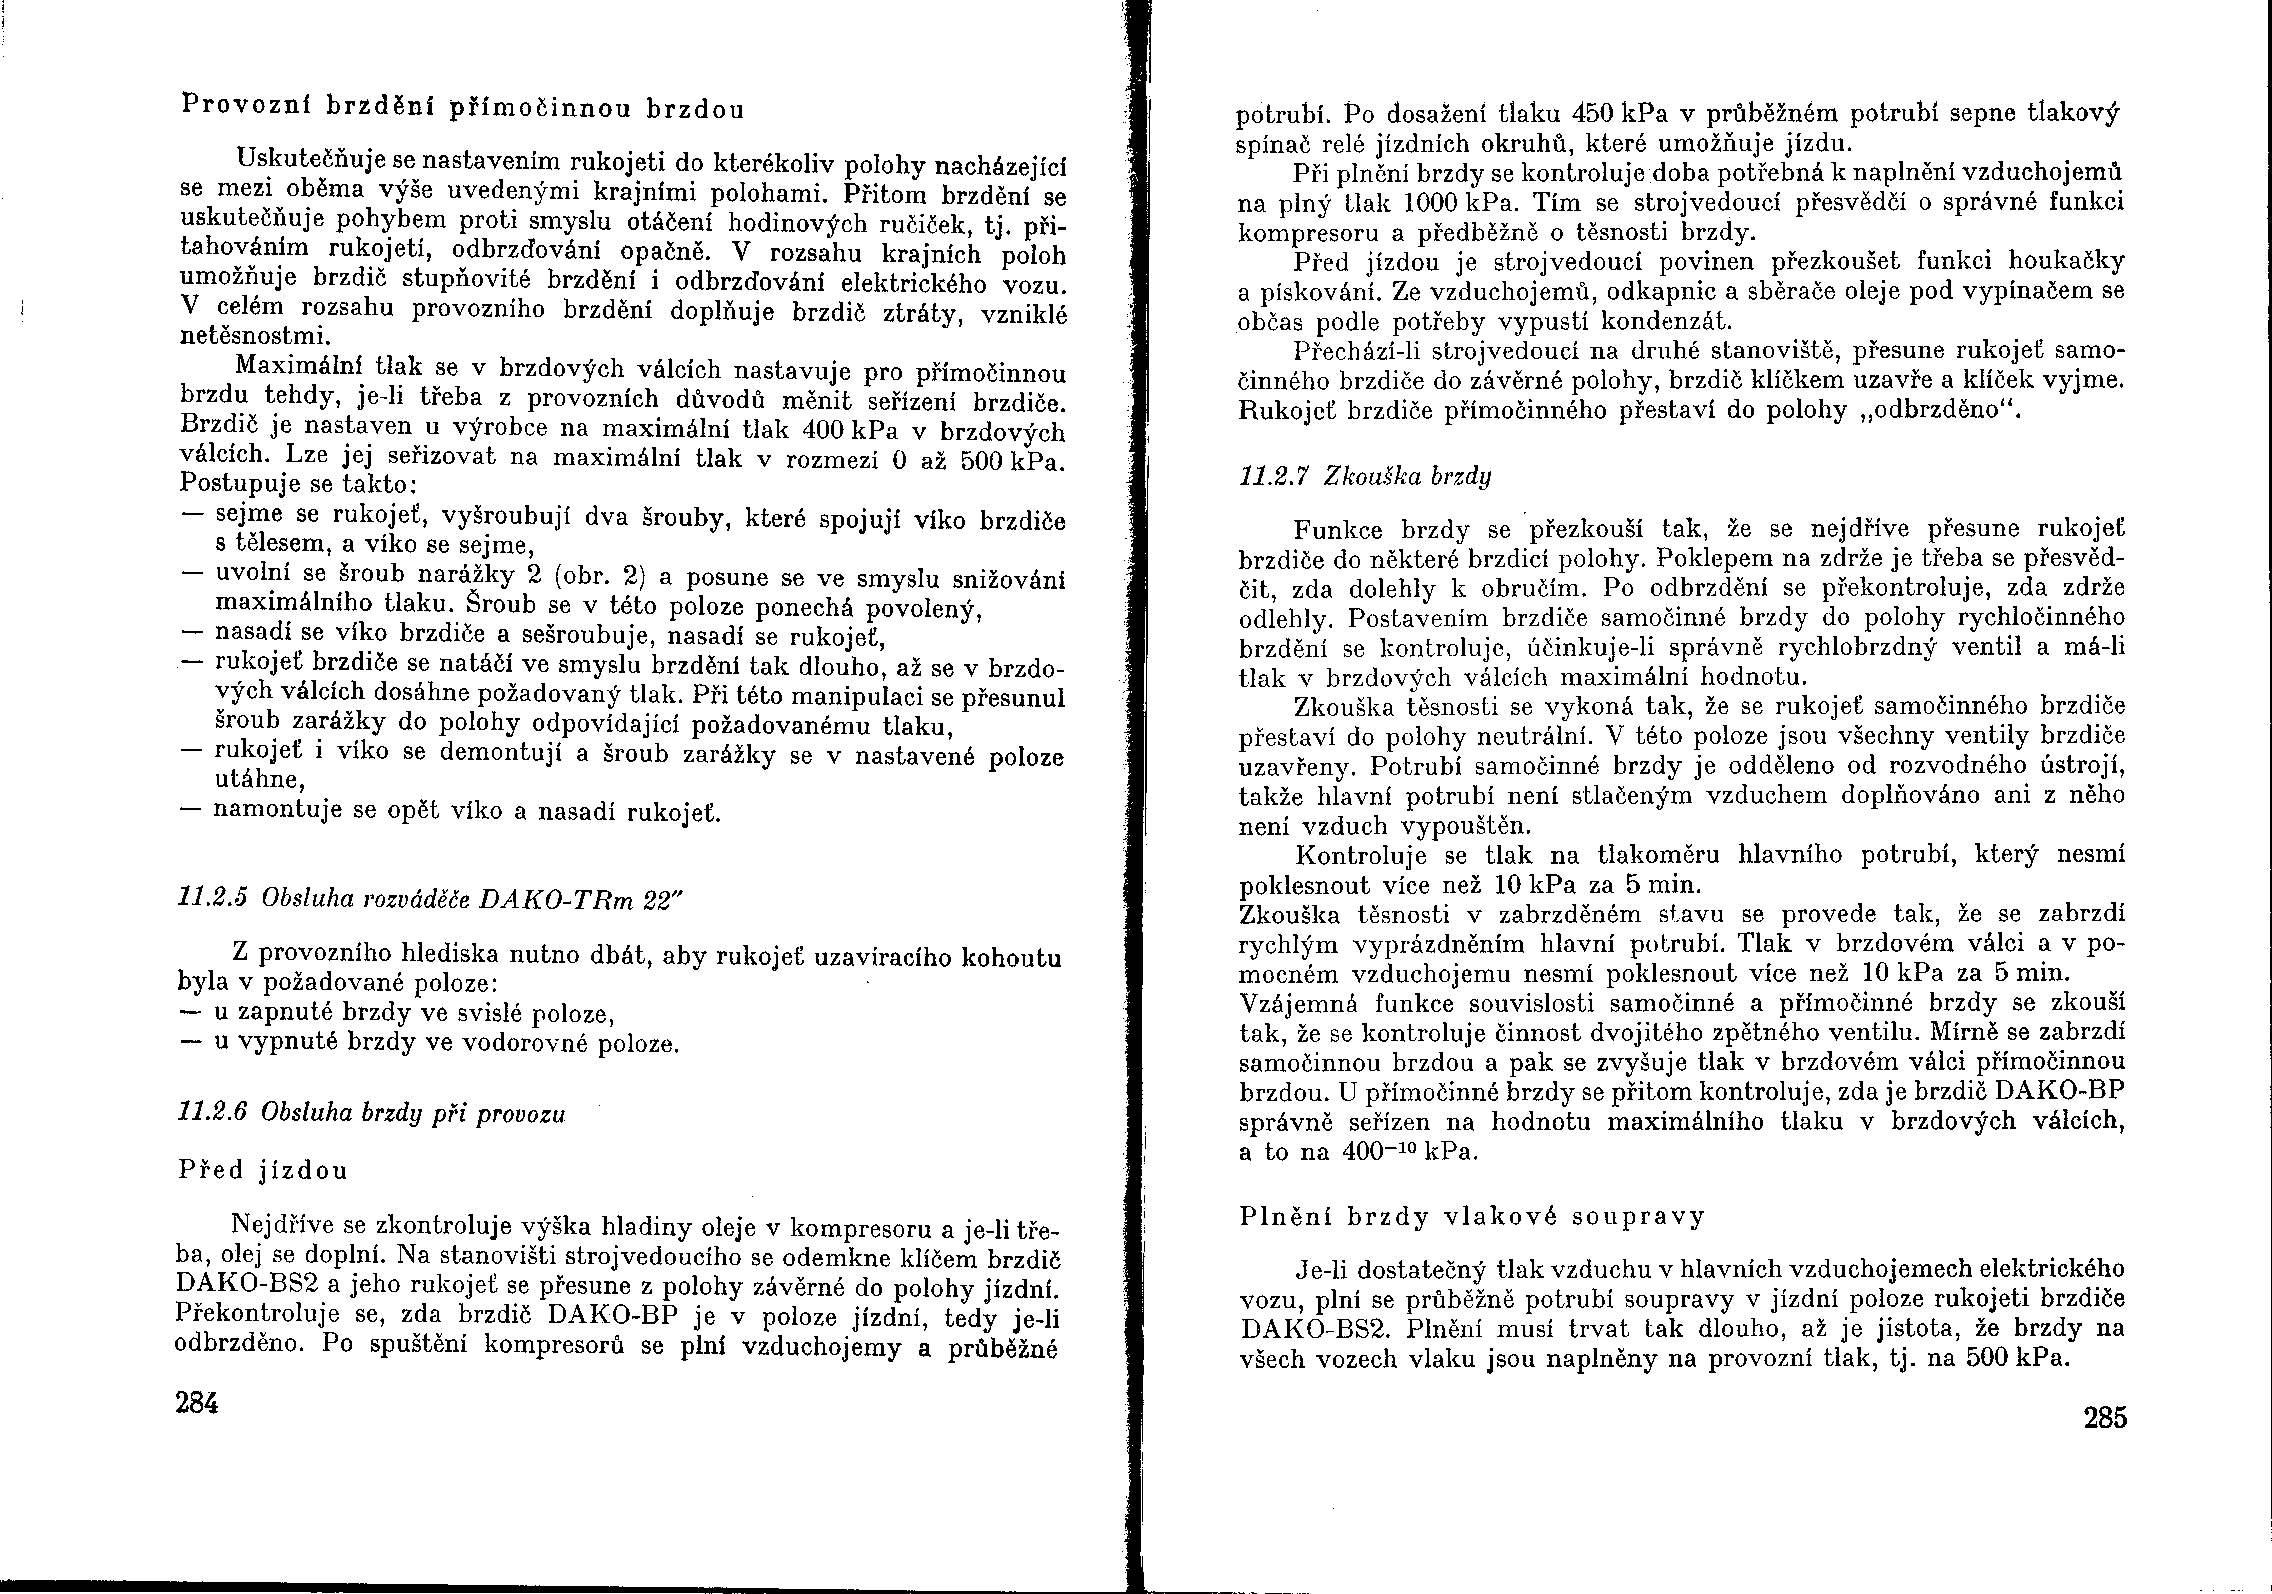 Provozní brzdění přímočinnou brzdou
Uskutečňuje se nastavením rukojeti do kterékoliv polohy nacházející
se mezi oběma výše uvedenými krajními polohami. Přitom brzdění se
uskutečňuje pohybem proti smyslu otáčení hodinových ručiček, tj. při-
tahováním rukojetí, odbrzďování opačně. V rozsahu krajních poloh
umožňuje brzdič stupňovité brzdění i odbrzďování elektrického vozu.
V celém rozsahu provozního brzdění doplňuje brzdič ztráty, vzniklé
netěsnostmi.
Maximální tlak se v brzdových válcích nastavuje pro přímočinnou
brzdu tehdy, je-li třeba z provozních důvodů měnit seřízení brzdiče.
Brzdič je nastaven u výrobce na maximální tlak 400 kPa v brzdových
válcích. Lze jej seřizovat na maximální tlak v rozmezí 0 až 500 kPa.
Postupuje se takto:
— sejme se rukojeť, vyšroubují dva šrouby, které spojují víko brzdiče
s tělesem, a víko se sejme,
— uvolní se šroub narážky 2 (obr. 2) a posune se ve smyslu snižování
maximálního tlaku. Šroub se v této poloze ponechá povolený,
— nasadí se víko brzdiče a sešroubuje, nasadí se rukojeť,
— rukojeť brzdiče se natáčí ve smyslu brzdění tak dlouho, až se v brzdo-
vých válcích dosáhne požadovaný tlak. Při této manipulaci se přesunul
šroub zarážky do polohy odpovídající požadovanému tlaku,
— rukojeť i víko se demontují a šroub zarážky se v nastavené poloze
utáhne,
— namontuje se opět víko a nasadí rukojeť.
11.2.5 Obsluha rozváděče DAKO-TRm 22″
Z provozního hlediska nutno dbát, aby rukojeť uzavíracího kohoutu
byla v požadované poloze:
— u zapnuté brzdy ve svislé poloze,
— u vypnuté brzdy ve vodorovné poloze.
11.2.6 Obsluha brzdy při provozu
Před jízdou
Nejdříve se zkontroluje výška hladiny oleje v kompresoru a je-li tře-
ba, olej se doplní. Na stanovišti strojvedoucího se odemkne klíčem brzdič
DAKO-BS2 a jeho rukojeť se přesune z polohy závěrné do polohy jízdní.
Překontroluje se, zda brzdič DAKO-BP je v poloze jízdní, tedy je-li
odbrzděno. Po spuštění kompresorů se plní vzduchojemy a průběžné
284
potrubí. Po dosažení tlaku 450 kPa v průběžném potrubí sepne tlakový
spínač relé jízdních okruhů, které umožňuje jízdu.
Při plnění brzdy se kontroluje doba potřebná k naplnění vzduchojemů
na plný tlak 1000 kPa. Tím se strojvedoucí přesvědčí o správné funkci
kompresoru a předběžně o těsnosti brzdy.
Před jízdou je strojvedoucí povinen přezkoušet funkci houkačky
a pískování. Ze vzduchojemů, odkapnic a sběrače oleje pod vypínačem se
občas podle potřeby vypustí kondenzát.
Přechází-li strojvedoucí na druhé stanoviště, přesune rukojeť samo-
činného brzdiče do závěrné polohy, brzdič klíčkem uzavře a klíček vyjme.
Rukojeť brzdiče přímočinného přestaví do polohy „odbrzděno“.
11.2.7 Zkouška brzdy
Funkce brzdy se přezkouší tak, že se nejdříve přesune rukojeť
brzdiče do některé brzdicí polohy. Poklepem na zdrže je třeba se přesvěd-
čit, zda dolehly k obručím. Po odbrzdění se překontroluje, zda zdrže
odlehly. Postavením brzdiče samočinné brzdy do polohy rychločinného
brzdění se kontroluje, účinkuje-li správně rychlobrzdný ventil a má-li
tlak v brzdových válcích maximální hodnotu.
Zkouška těsnosti se vykoná tak, že se rukojeť samočinného brzdiče
přestaví do polohy neutrální. V této poloze jsou všechny ventily brzdiče
uzavřeny. Potrubí samočinné brzdy je odděleno od rozvodného ústrojí,
takže hlavní potrubí není stlačeným vzduchem doplňováno ani z něho
není vzduch vypouštěn.
Kontroluje se tlak na tlakoměru hlavního potrubí, který nesmí
poklesnout více než 10 kPa za 5 min.
Zkouška těsnosti v zabrzděném stavu se provede tak, že se zabrzdí
rychlým vyprázdněním hlavní potrubí. Tlak v brzdovém válci a v po-
mocném vzduchojemu nesmí poklesnout více než 10 kPa za 5 min.
Vzájemná funkce souvislosti samočinné a přímočinné brzdy se zkouší
tak, že se kontroluje činnost dvojitého zpětného ventilu. Mírně se zabrzdí
samočinnou brzdou a pak se zvyšuje tlak v brzdovém válci přímočinnou
brzdou. U přímočinné brzdy se přitom kontroluje, zda je brzdič DAKO-BP
správně seřízen na hodnotu maximálního tlaku v brzdových válcích,
a to na 400⁻¹⁰ kPa.
Plnění brzdy vlakové soupravy
Je-li dostatečný tlak vzduchu v hlavních vzduchojemech elektrického
vozu, plní se průběžně potrubí soupravy v jízdní poloze rukojeti brzdiče
DAKO-BS2. Plnění musí trvat tak dlouho, až je jistota, že brzdy na
všech vozech vlaku jsou naplněny na provozní tlak, tj. na 500 kPa.
285